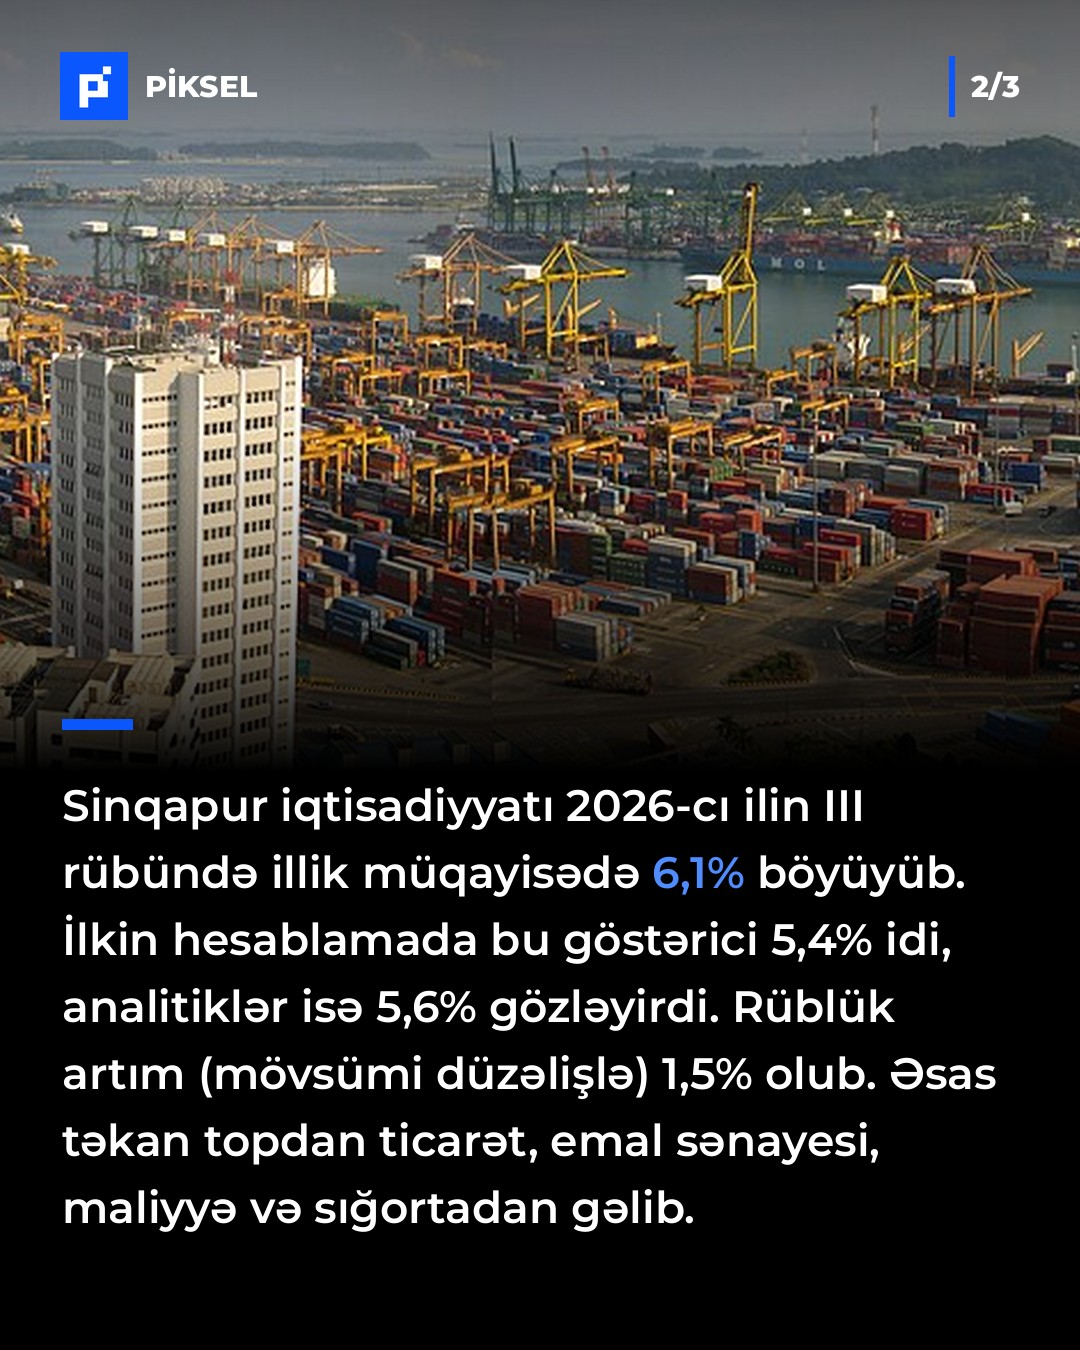 PİKSEL
2/3
MOL
Sinqapur iqtisadiyyatı 2026-cı ilin III
rübündə illik müqayisədə 6,1% böyüyüb.
İlkin hesablamada bu göstərici 5,4% idi,
analitiklər isə 5,6% gözləyirdi. Rüblük
artım (mövsümi düzəlişlə) 1,5% olub. Əsas
təkan topdan ticarət, emal sənayesi,
maliyyə və sığortadan gəlib.